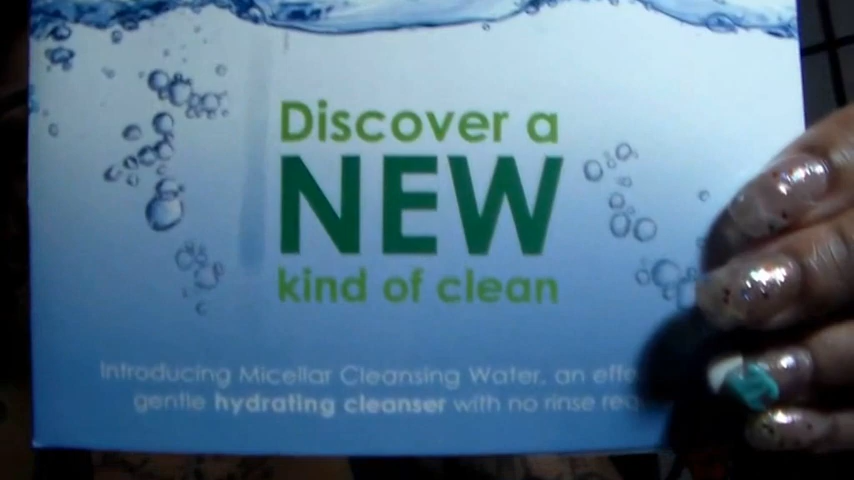 Discover a
NEW
kind of clean
Introducing Micellar Cleansing Water, an
gentle hydrating cleanser with no rinse